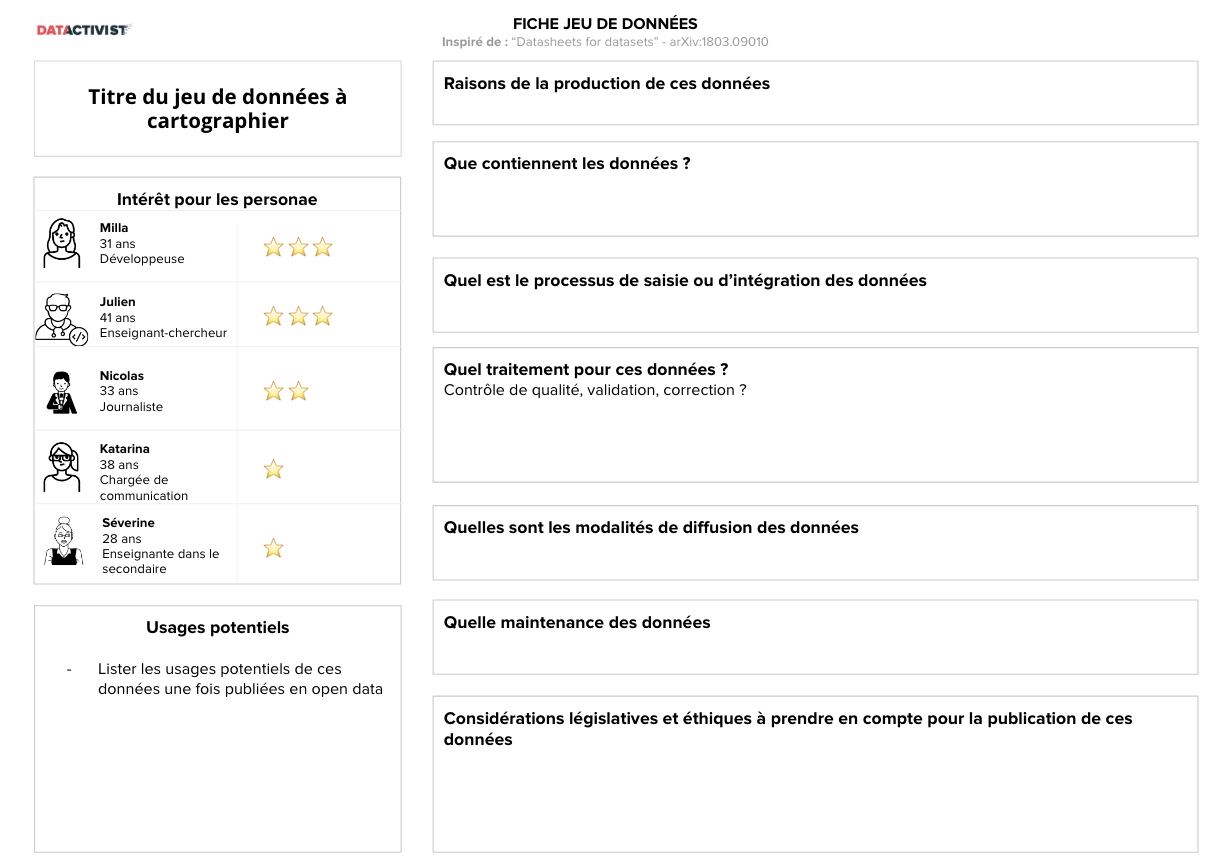 DATACTIVIST
FICHE JEU DE DONNÉES
Inspiré de : “Datasheets for datasets” - arXiv:1803.09010
Titre du jeu de données à
cartographier
Intérêt pour les personae
Milla
31 ans
Développeuse
Julien
41 ans
Enseignant-chercheur
</>
Nicolas
33 ans
Journaliste
Katarina
38 ans
Chargée de
communication
Séverine
28 ans
Enseignante dans le
secondaire
Usages potentiels
- Lister les usages potentiels de ces
données une fois publiées en open data
Raisons de la production de ces données
Que contiennent les données ?
Quel est le processus de saisie ou d’intégration des données
Quel traitement pour ces données ?
Contrôle de qualité, validation, correction ?
Quelles sont les modalités de diffusion des données
Quelle maintenance des données
Considérations législatives et éthiques à prendre en compte pour la publication de ces
données